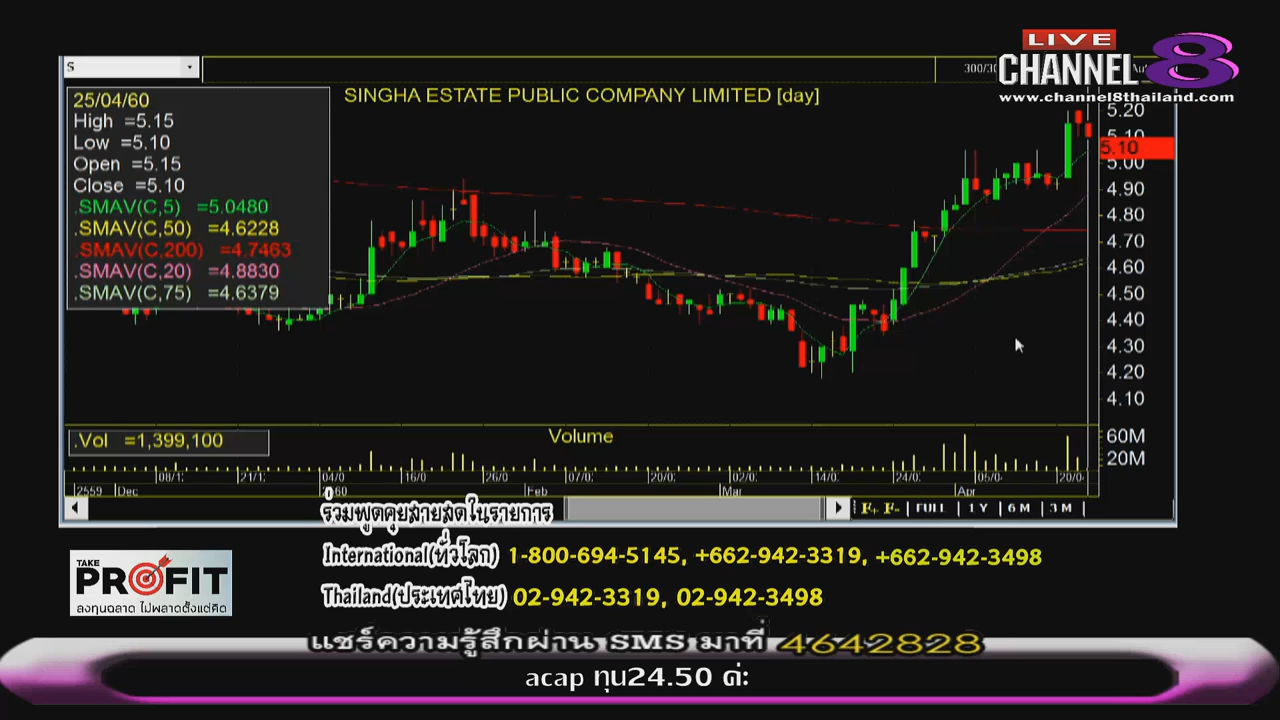 LIVE
CHANNEL 8
www.channel8thailand.com
S
300/30
25/04/60
High =5.15
Low =5.10
Open =5.15
Close =5.10
.SMAV(C,5) =5.0480
.SMAV(C,50) =4.6228
.SMAV(C,200) =4.7463
.SMAV(C,20) =4.8830
.SMAV(C,75) =4.6379
SINGHA ESTATE PUBLIC COMPANY LIMITED [day]
5.20
5.10
5.10
5.00
4.90
4.80
4.70
4.60
4.50
4.40
4.30
4.20
4.10
.Vol =1,399,100
Volume
60M
20M
08/1: 21/1: 04/0 16/0 26/0 07/0: 20/0: 02/0: 14/0: 24/0: 05/0 20/0
2559 Dec 2560 Feb Mar Apr
F+ F- FULL 1 Y 6 M 3 M
ร่วมพูดคุยสายสดในรายการ
International(ทั่วโลก) 1-800-694-5145, +662-942-3319, +662-942-3498
Thailand(ประเทศไทย) 02-942-3319, 02-942-3498
TAKE
PROFIT
ลงทุนฉลาด ไม่พลาดตั้งแต่คิด
แชร์ความรู้สึกผ่าน SMS มาที่ 4642828
acap ทุน24.50 ค่ะ